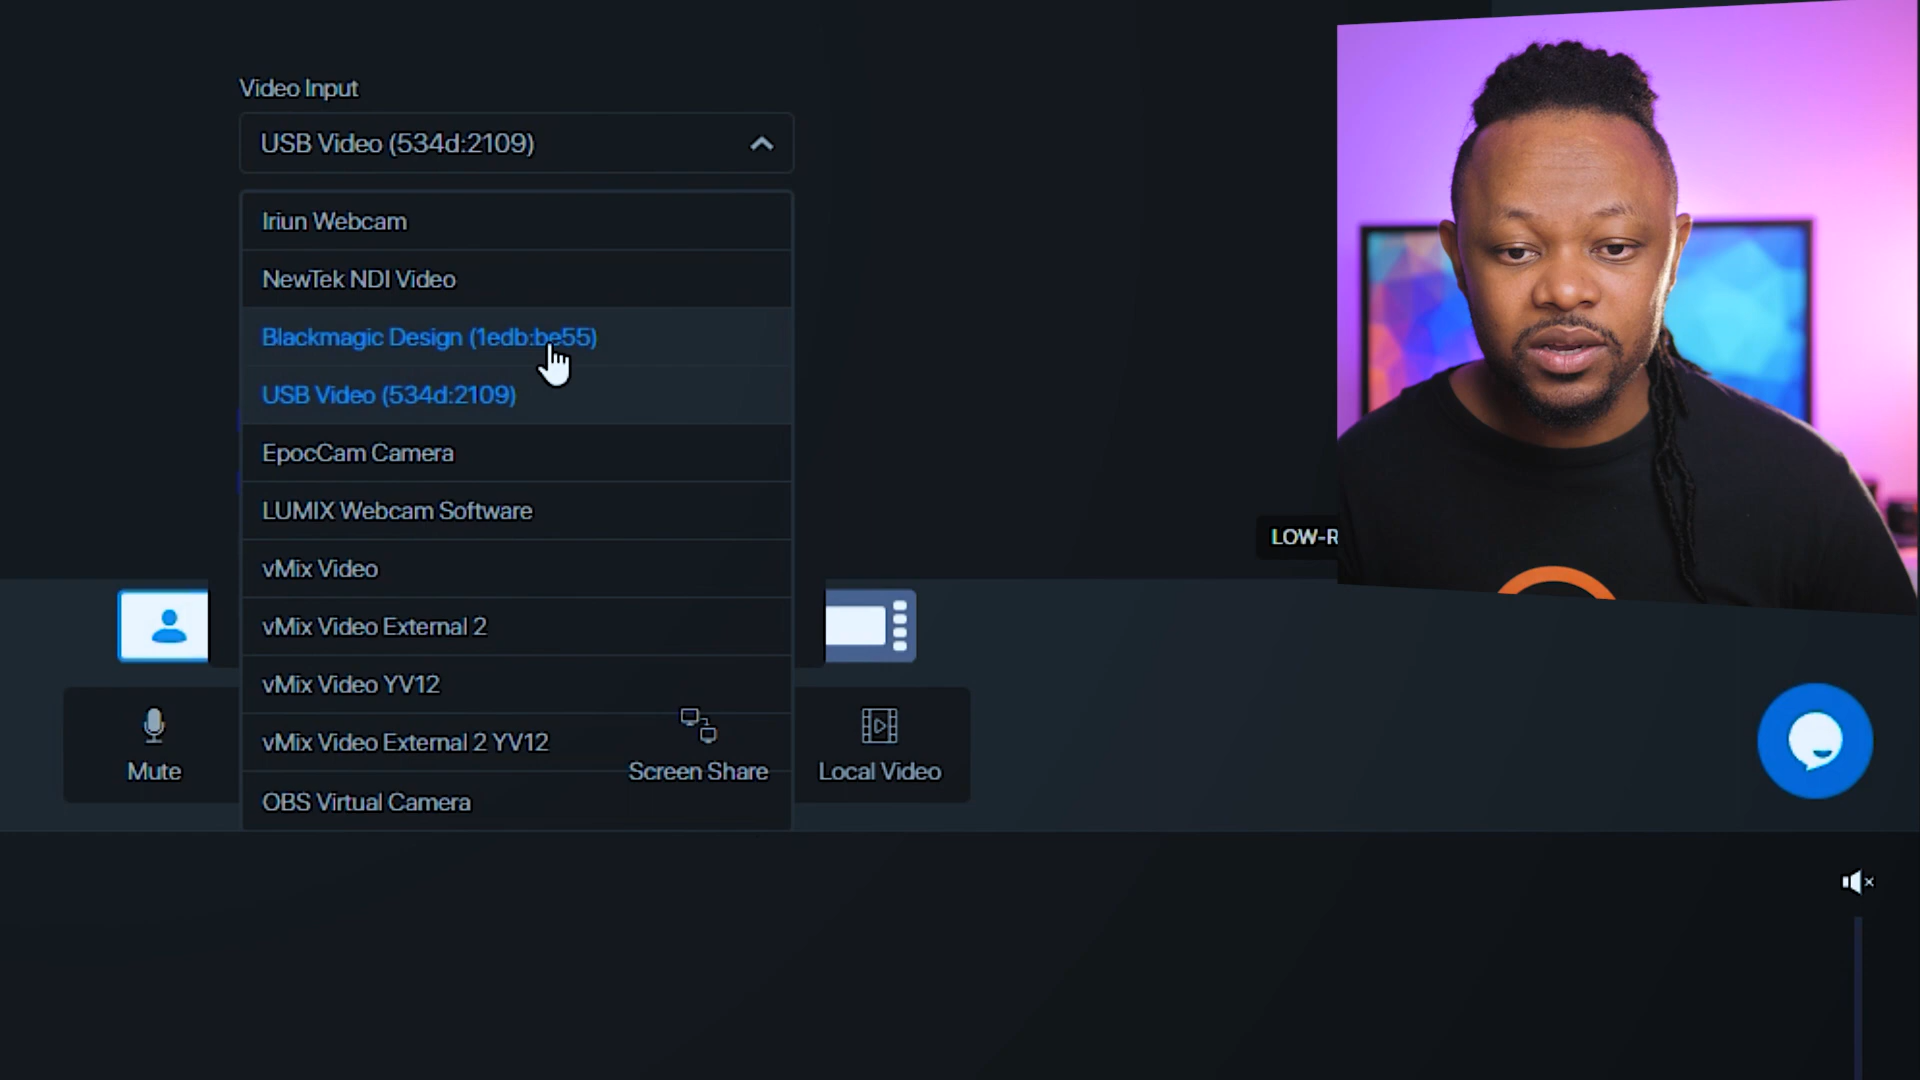 Video Input
USB Video (534d:2109)
Iriun Webcam
NewTek NDI Video
Blackmagic Design (1edb:be55)
USB Video (534d:2109)
EpocCam Camera
LUMIX Webcam Software
vMix Video
vMix Video External 2
vMix Video YV12
vMix Video External 2 YV12
OBS Virtual Camera
LOW-R
Mute
Screen Share
Local Video